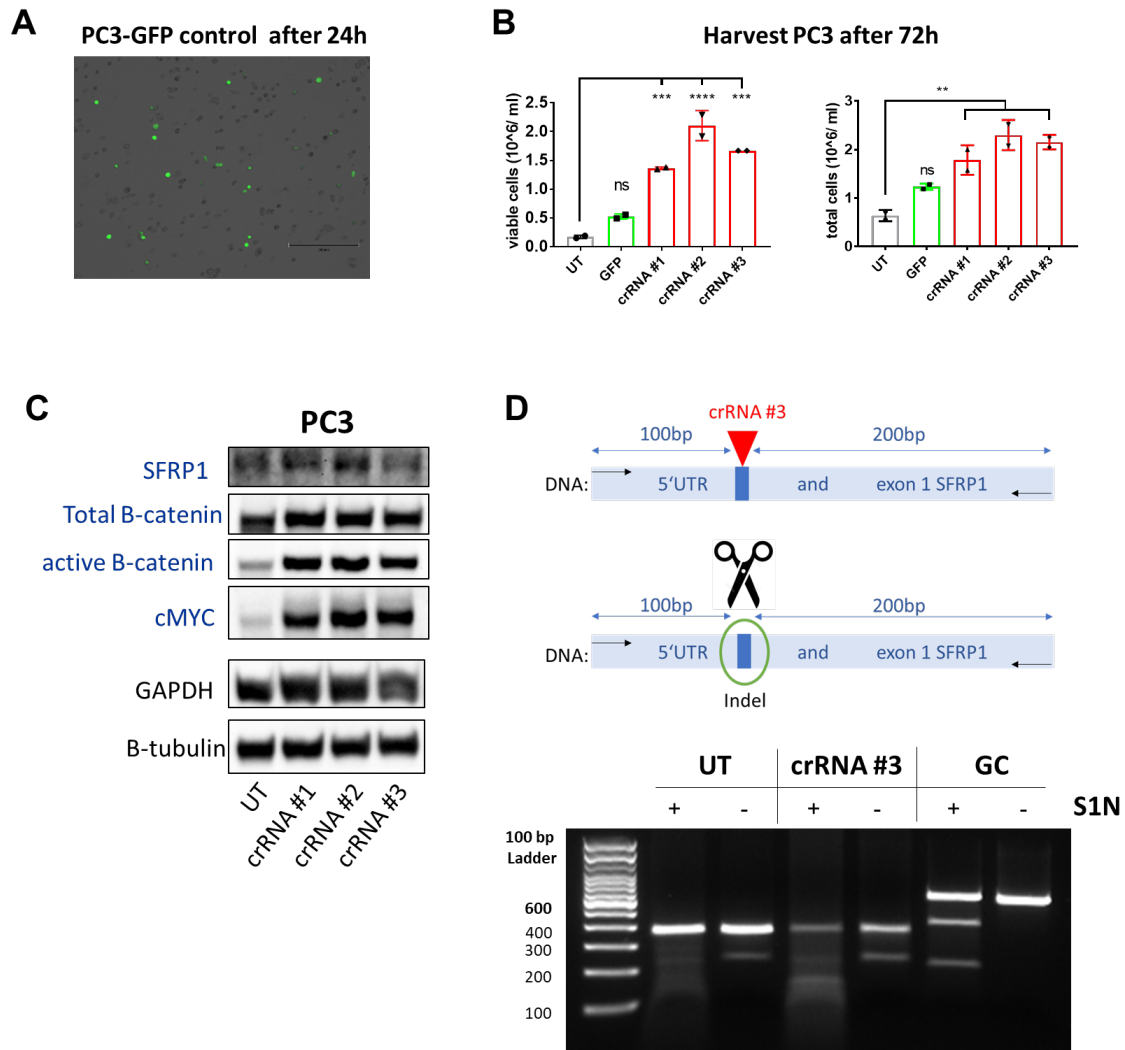 A
PC3-GFP control after 24h
B
Harvest PC3 after 72h
viable cells (10^6/ ml)
2.5
2.0
1.5
1.0
0.5
0.0
ns
***
****
***
UT
GFP
crRNA #1
crRNA #2
crRNA #3
total cells (10^6/ ml)
3
2
1
0
ns
**
UT
GFP
crRNA #1
crRNA #2
crRNA #3
C
PC3
SFRP1
Total B-catenin
active B-catenin
cMYC
GAPDH
B-tubulin
UT
crRNA #1
crRNA #2
crRNA #3
D
crRNA #3
100bp
200bp
DNA:
5‘UTR and exon 1 SFRP1
100bp
200bp
DNA:
5‘UTR and exon 1 SFRP1
Indel
UT crRNA #3 GC
+ - + - + - S1N
100 bp
Ladder
600
400
300
200
100